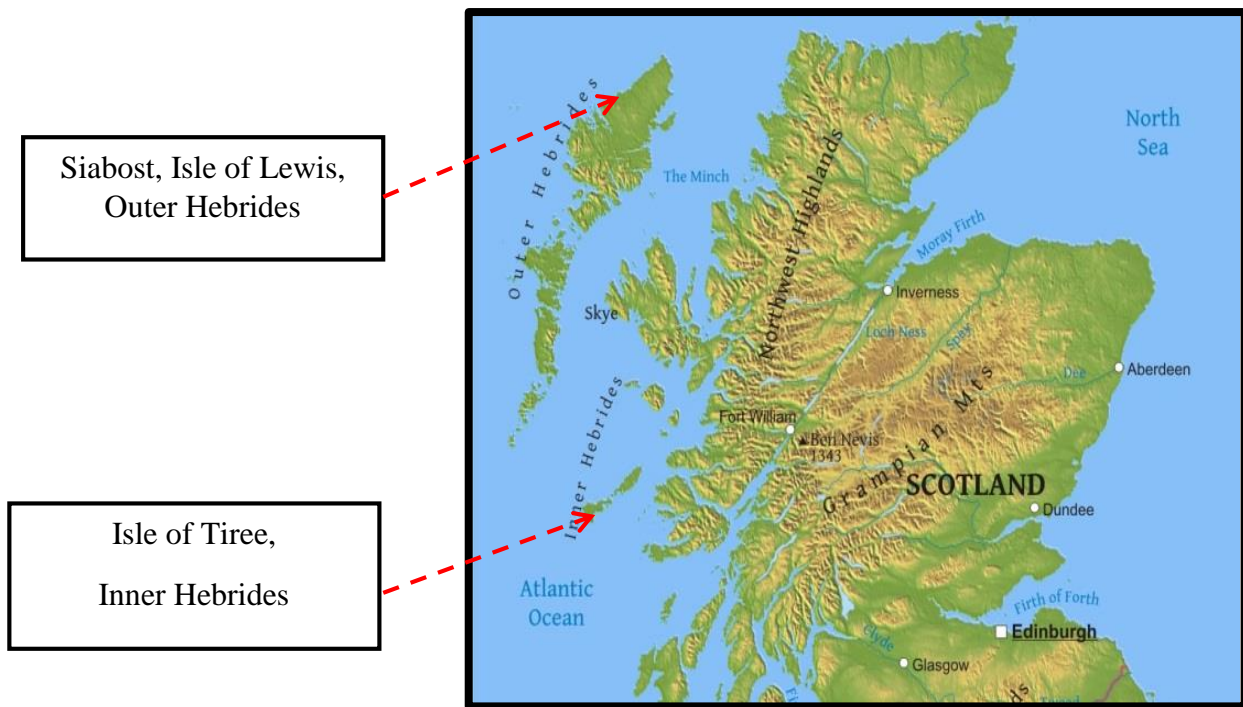 Siabost, Isle of Lewis,
Outer Hebrides
Isle of Tiree,
Inner Hebrides
Outer Hebrides
The Minch
North
Sea
Northwest Highlands
Moray Firth
Skye
Inverness
Loch Ness
Spey
Dee
Aberdeen
Inner Hebrides
Fort William
Ben Nevis
1343
Grampian Mts
SCOTLAND
Dundee
Atlantic
Ocean
Firth of Forth
Edinburgh
Clyde
Glasgow
Fi
ds